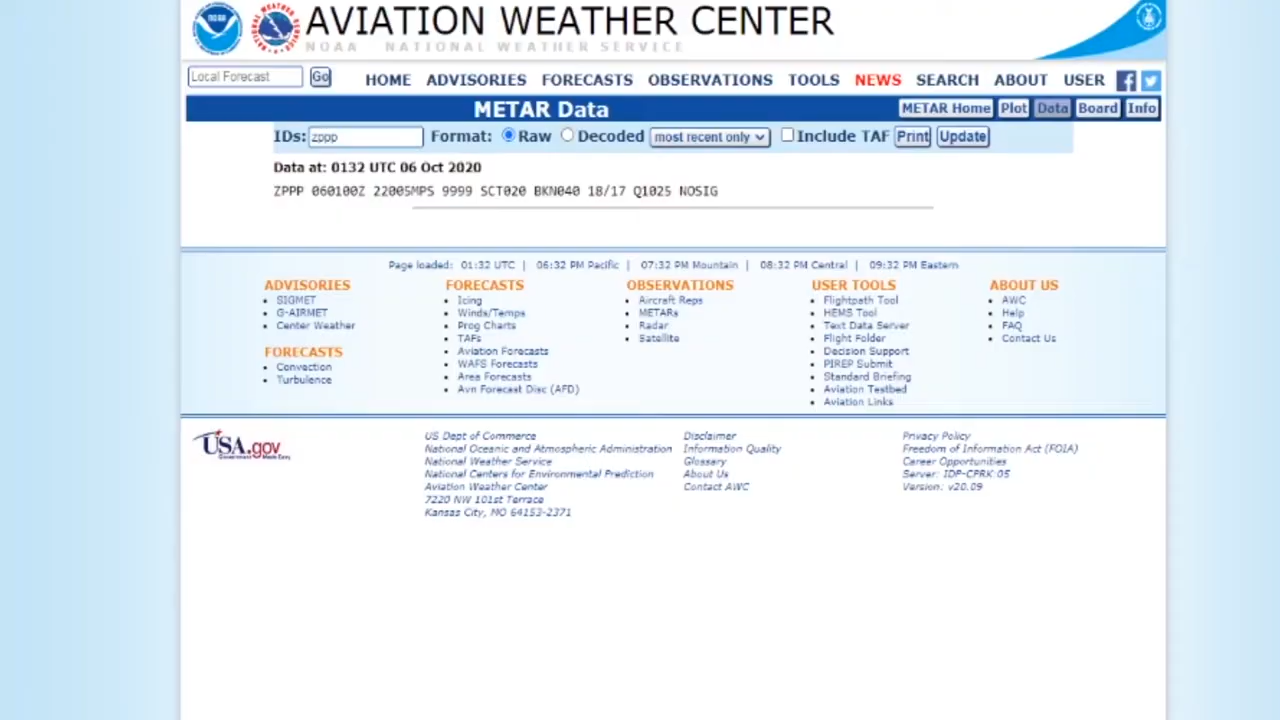 AVIATION WEATHER CENTER
NOAA NATIONAL WEATHER SERVICE
Local Forecast Go HOME ADVISORIES FORECASTS OBSERVATIONS TOOLS NEWS SEARCH ABOUT USER
METAR Data METAR Home Plot Data Board Info
IDs: zppp Format: Raw Decoded most recent only Include TAF Print Update
Data at: 0132 UTC 06 Oct 2020
ZPPP 060100Z 22005MPS 9999 SCT020 BKN040 18/17 Q1025 NOSIG
Page loaded: 01:32 UTC | 06:32 PM Pacific | 07:32 PM Mountain | 08:32 PM Central | 09:32 PM Eastern
ADVISORIES
SIGMET
G-AIRMET
Center Weather
FORECASTS
Convection
Turbulence
FORECASTS
Icing
Winds/Temps
Prog Charts
TAFs
Aviation Forecasts
WAFS Forecasts
Area Forecasts
Avn Forecast Disc (AFD)
OBSERVATIONS
Aircraft Reps
METARs
Radar
Satellite
USER TOOLS
Flightpath Tool
HEMS Tool
Text Data Server
Flight Folder
Decision Support
PIREP Submit
Standard Briefing
Aviation Testbed
Aviation Links
ABOUT US
AWC
Help
FAQ
Contact Us
USA.gov
US Dept of Commerce
National Oceanic and Atmospheric Administration
National Weather Service
National Centers for Environmental Prediction
Aviation Weather Center
7220 NW 101st Terrace
Kansas City, MO 64153-2371
Disclaimer
Information Quality
Glossary
About Us
Contact AWC
Privacy Policy
Freedom of Information Act (FOIA)
Career Opportunities
Server: IDP-CPRK 05
Version: v20.09